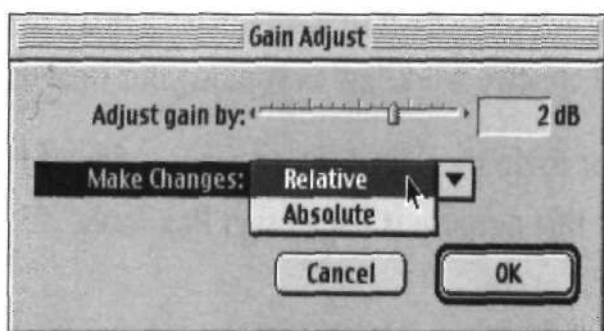 Gain Adjust
Adjust gain by: 2 dB
Make Changes: Relative
Absolute
Cancel OK